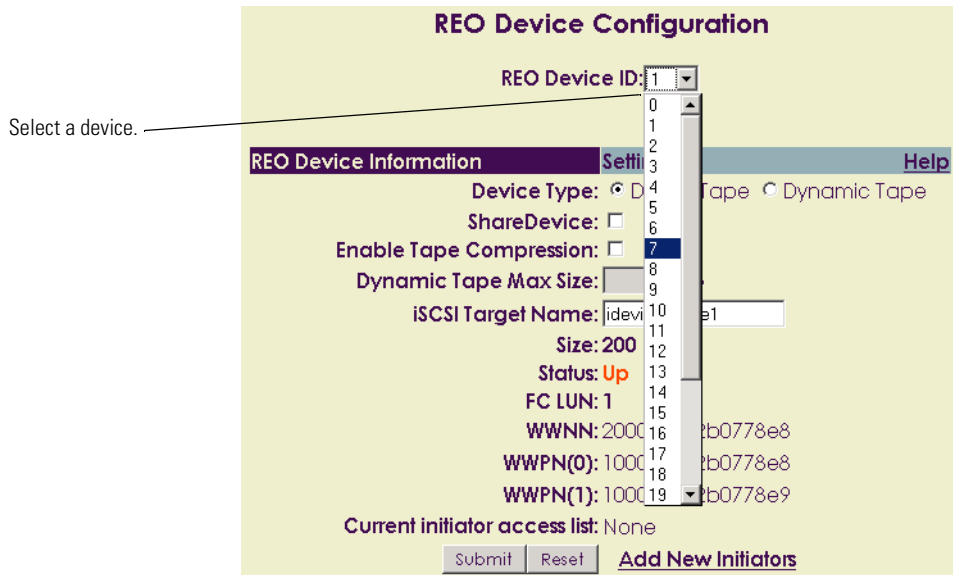 REO Device Configuration
REO Device ID: 1
Select a device.
0
1
2
3
4
5
6
7
8
9
10
11
12
13
14
15
16
17
18
19
REO Device Information Help
Device Type: Tape Dynamic Tape
ShareDevice:
Enable Tape Compression:
Dynamic Tape Max Size:
iSCSI Target Name:
Size: 200
Status: Up
FC LUN: 1
WWNN: 2000 2b0778e8
WWPN(0): 1000 2b0778e8
WWPN(1): 1000 2b0778e9
Current initiator access list: None
Submit Reset Add New Initiators